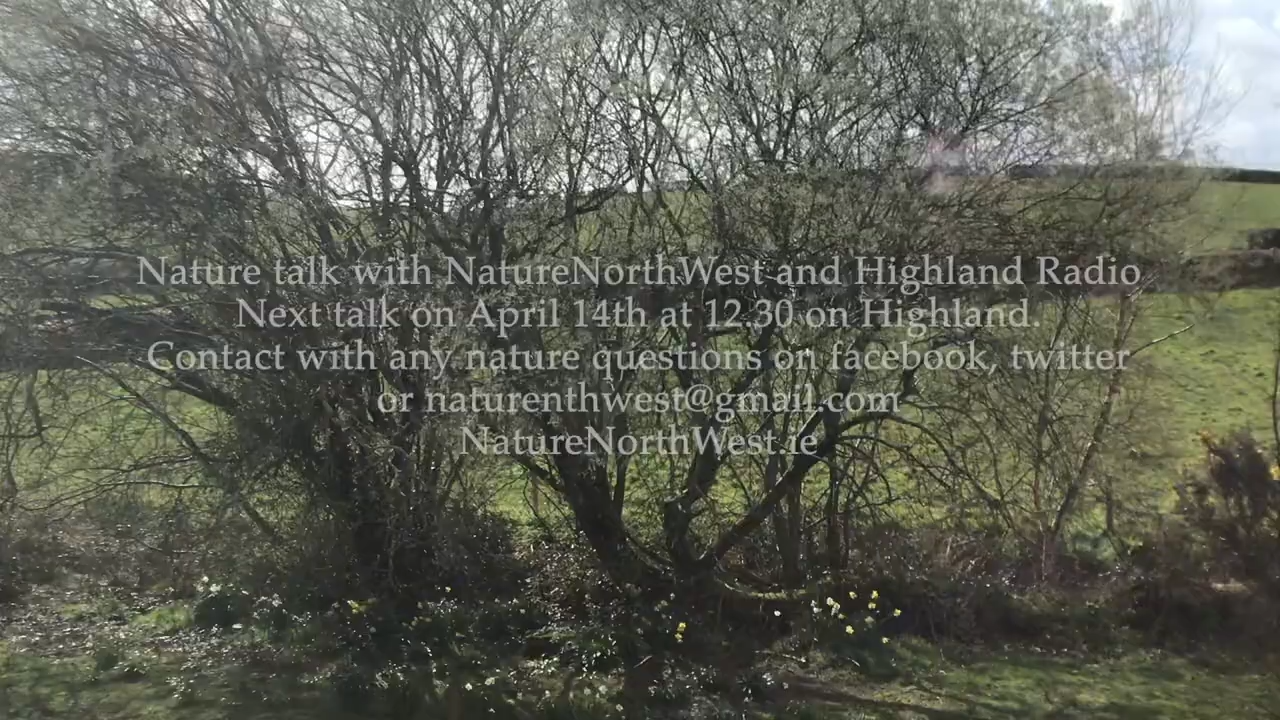 Nature talk with NatureNorthWest and Highland Radio
Next talk on April 14th at 12.30 on Highland.
Contact with any nature questions on facebook, twitter
or naturenthwest@gmail.com
NatureNorthWest.ie